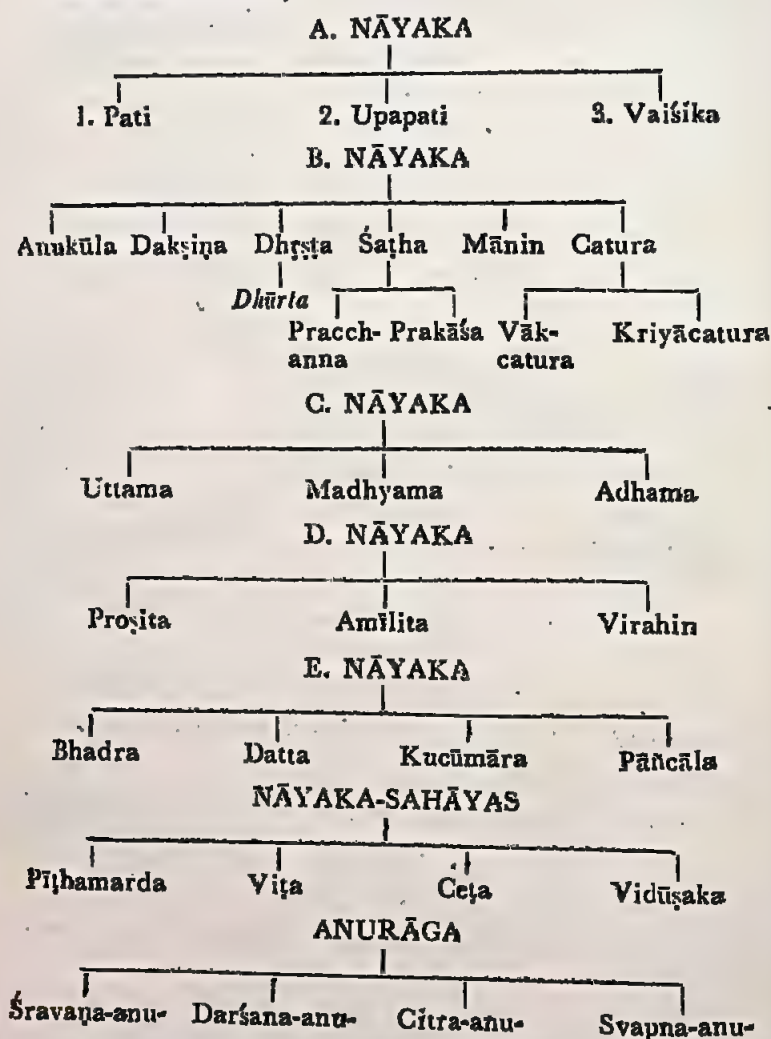 A. NĀYAKA
1. Pati 2. Upapati 3. Vaiśika
B. NĀYAKA
Anukūla Dakṣiṇa Dhṛṣṭa Śaṭha Mānin Catura
Dhūrta
Pracch- Prakāśa Vāk- Kriyācatura
anna catura
C. NĀYAKA
Uttama Madhyama Adhama
D. NĀYAKA
Proṣita Amīlita Virahin
E. NĀYAKA
Bhadra Datta Kucūmāra Pāñcāla
NĀYAKA-SAHĀYAS
Pīṭhamarda Viṭa Ceṭa Vidūṣaka
ANURĀGA
Śravaṇa-anu- Darśana-anu- Citra-anu- Svapna-anu-